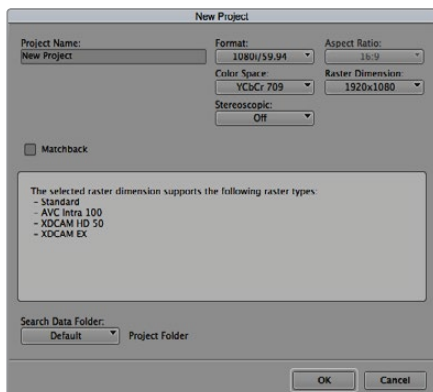 New Project
Project Name:
New Project
Format:
1080i/59.94
Aspect Ratio:
16:9
Color Space:
YCbCr 709
Raster Dimension:
1920x1080
Stereoscopic:
Off
Matchback
The selected raster dimension supports the following raster types:
- Standard
- AVC Intra 100
- XDCAM HD 50
- XDCAM EX
Search Data Folder:
Default
Project Folder
OK
Cancel